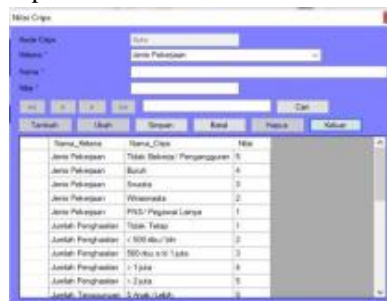 Nilai Crips
Kode Crips
Auto
Kriteria *
Jenis Pekerjaan
Nama *
Nilai *
<< < > >> Cari
Tambah Ubah Simpan Batal Hapus Keluar
Nama_Kriteria Nama_Crips Nilai
Jenis Pekerjaan Tidak Bekerja / Pengangguran 5
Jenis Pekerjaan Buruh 4
Jenis Pekerjaan Swasta 3
Jenis Pekerjaan Wiraswasta 2
Jenis Pekerjaan PNS / Pegawai Lainya 1
Jumlah Penghasilan Tidak Tetap 1
Jumlah Penghasilan < 500 ribu / bln 2
Jumlah Penghasilan 500 ribu s/d 1 juta 3
Jumlah Penghasilan > 1 juta 4
Jumlah Penghasilan > 2 juta 5
Jumlah Tanggungan 5 Anak / Lebih